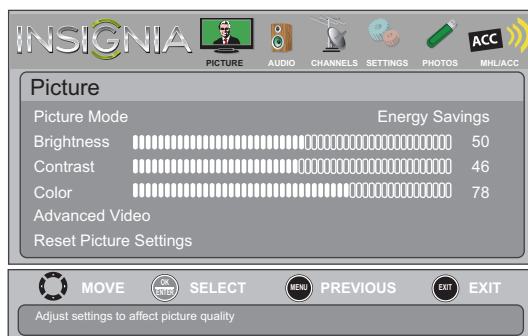 INSIGNIA
PICTURE AUDIO CHANNELS SETTINGS PHOTOS MHL/ACC
ACC
Picture
Picture Mode Energy Savings
Brightness 50
Contrast 46
Color 78
Advanced Video
Reset Picture Settings
MOVE OK ENTER SELECT MENU PREVIOUS EXIT EXIT
Adjust settings to affect picture quality